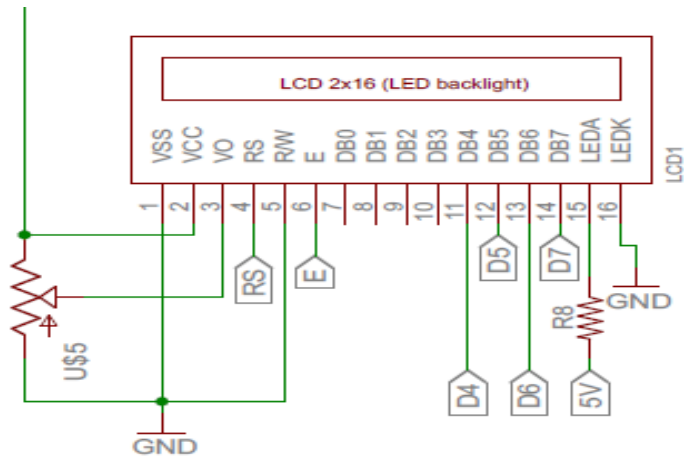 LCD 2x16 (LED backlight)
VSS VCC VO RS R/W E DB0 DB1 DB2 DB3 DB4 DB5 DB6 DB7 LEDA LEDK
LCD1
1 2 3 4 5 6 7 8 9 10 11 12 13 14 15 16
RS E D5 D7
GND
R8
U$5
D4 D6 5V
GND